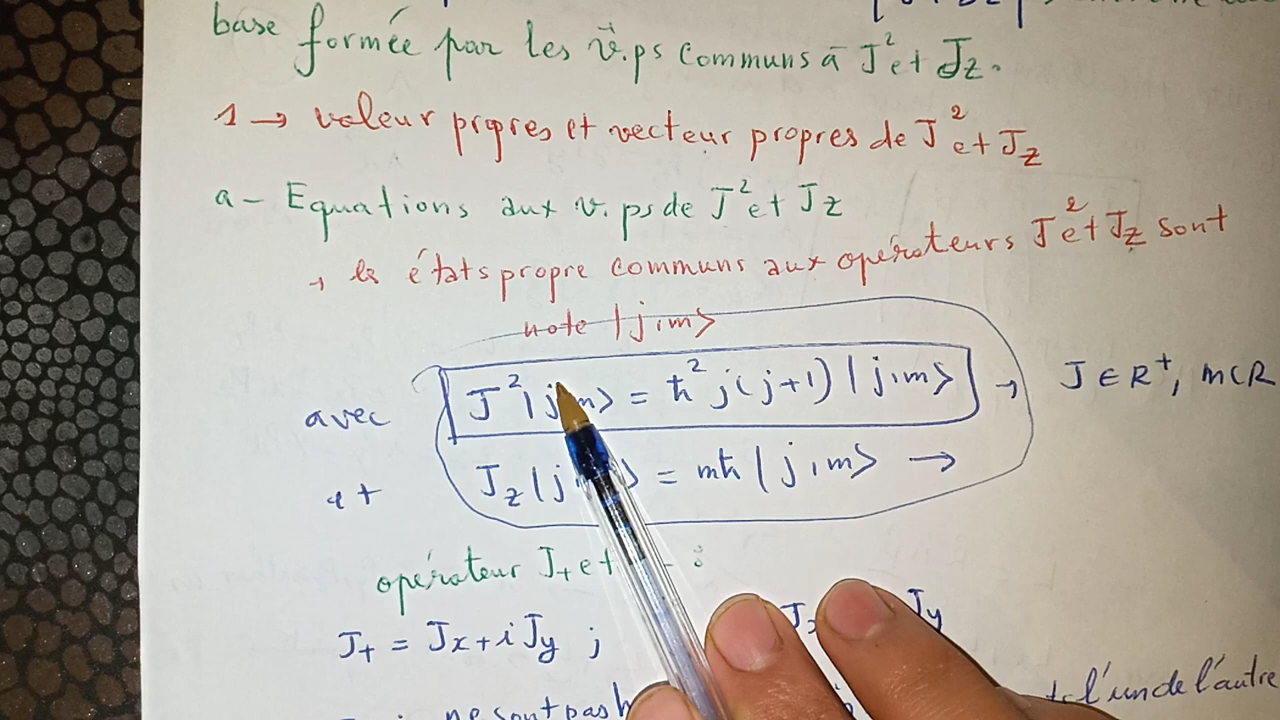 base formée par les v⃗.ps communs à J² et Jz.
1 → valeur prores et vecteur propres de J² et Jz
a - Equations aux v.ps de J² et Jz
→ les états propre communs aux opérateurs J² et Jz sont
note |j,m>
avec J²|j,m> = ħ² j(j+1) |j,m> → J ∈ R⁺, m ⊂ R
et Jz|j > = mħ |j,m> →
opérateur J+ et - :
J+ = Jx + i Jy ; Jy
ne sont pas l'un de l'autre